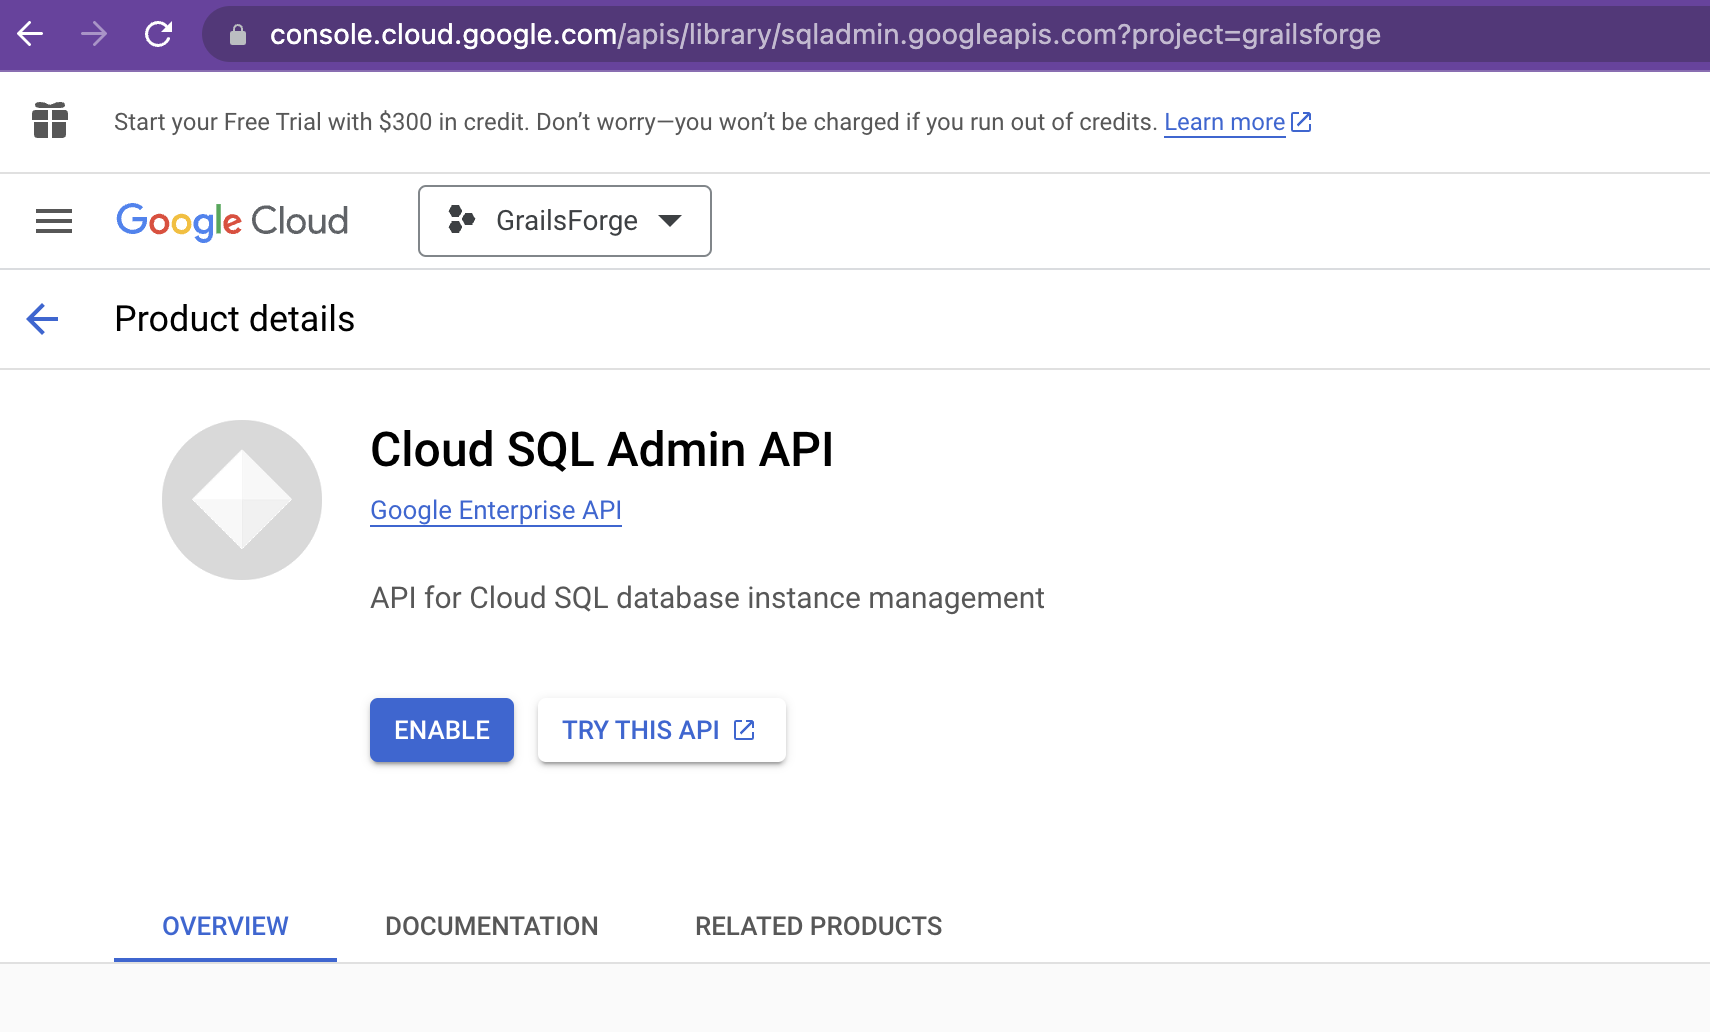 console.cloud.google.com/apis/library/sqladmin.googleapis.com?project=grailsforge
Start your Free Trial with $300 in credit. Don’t worry—you won’t be charged if you run out of credits. Learn more
Google Cloud GrailsForge
Product details
Cloud SQL Admin API
Google Enterprise API
API for Cloud SQL database instance management
ENABLE TRY THIS API
OVERVIEW DOCUMENTATION RELATED PRODUCTS